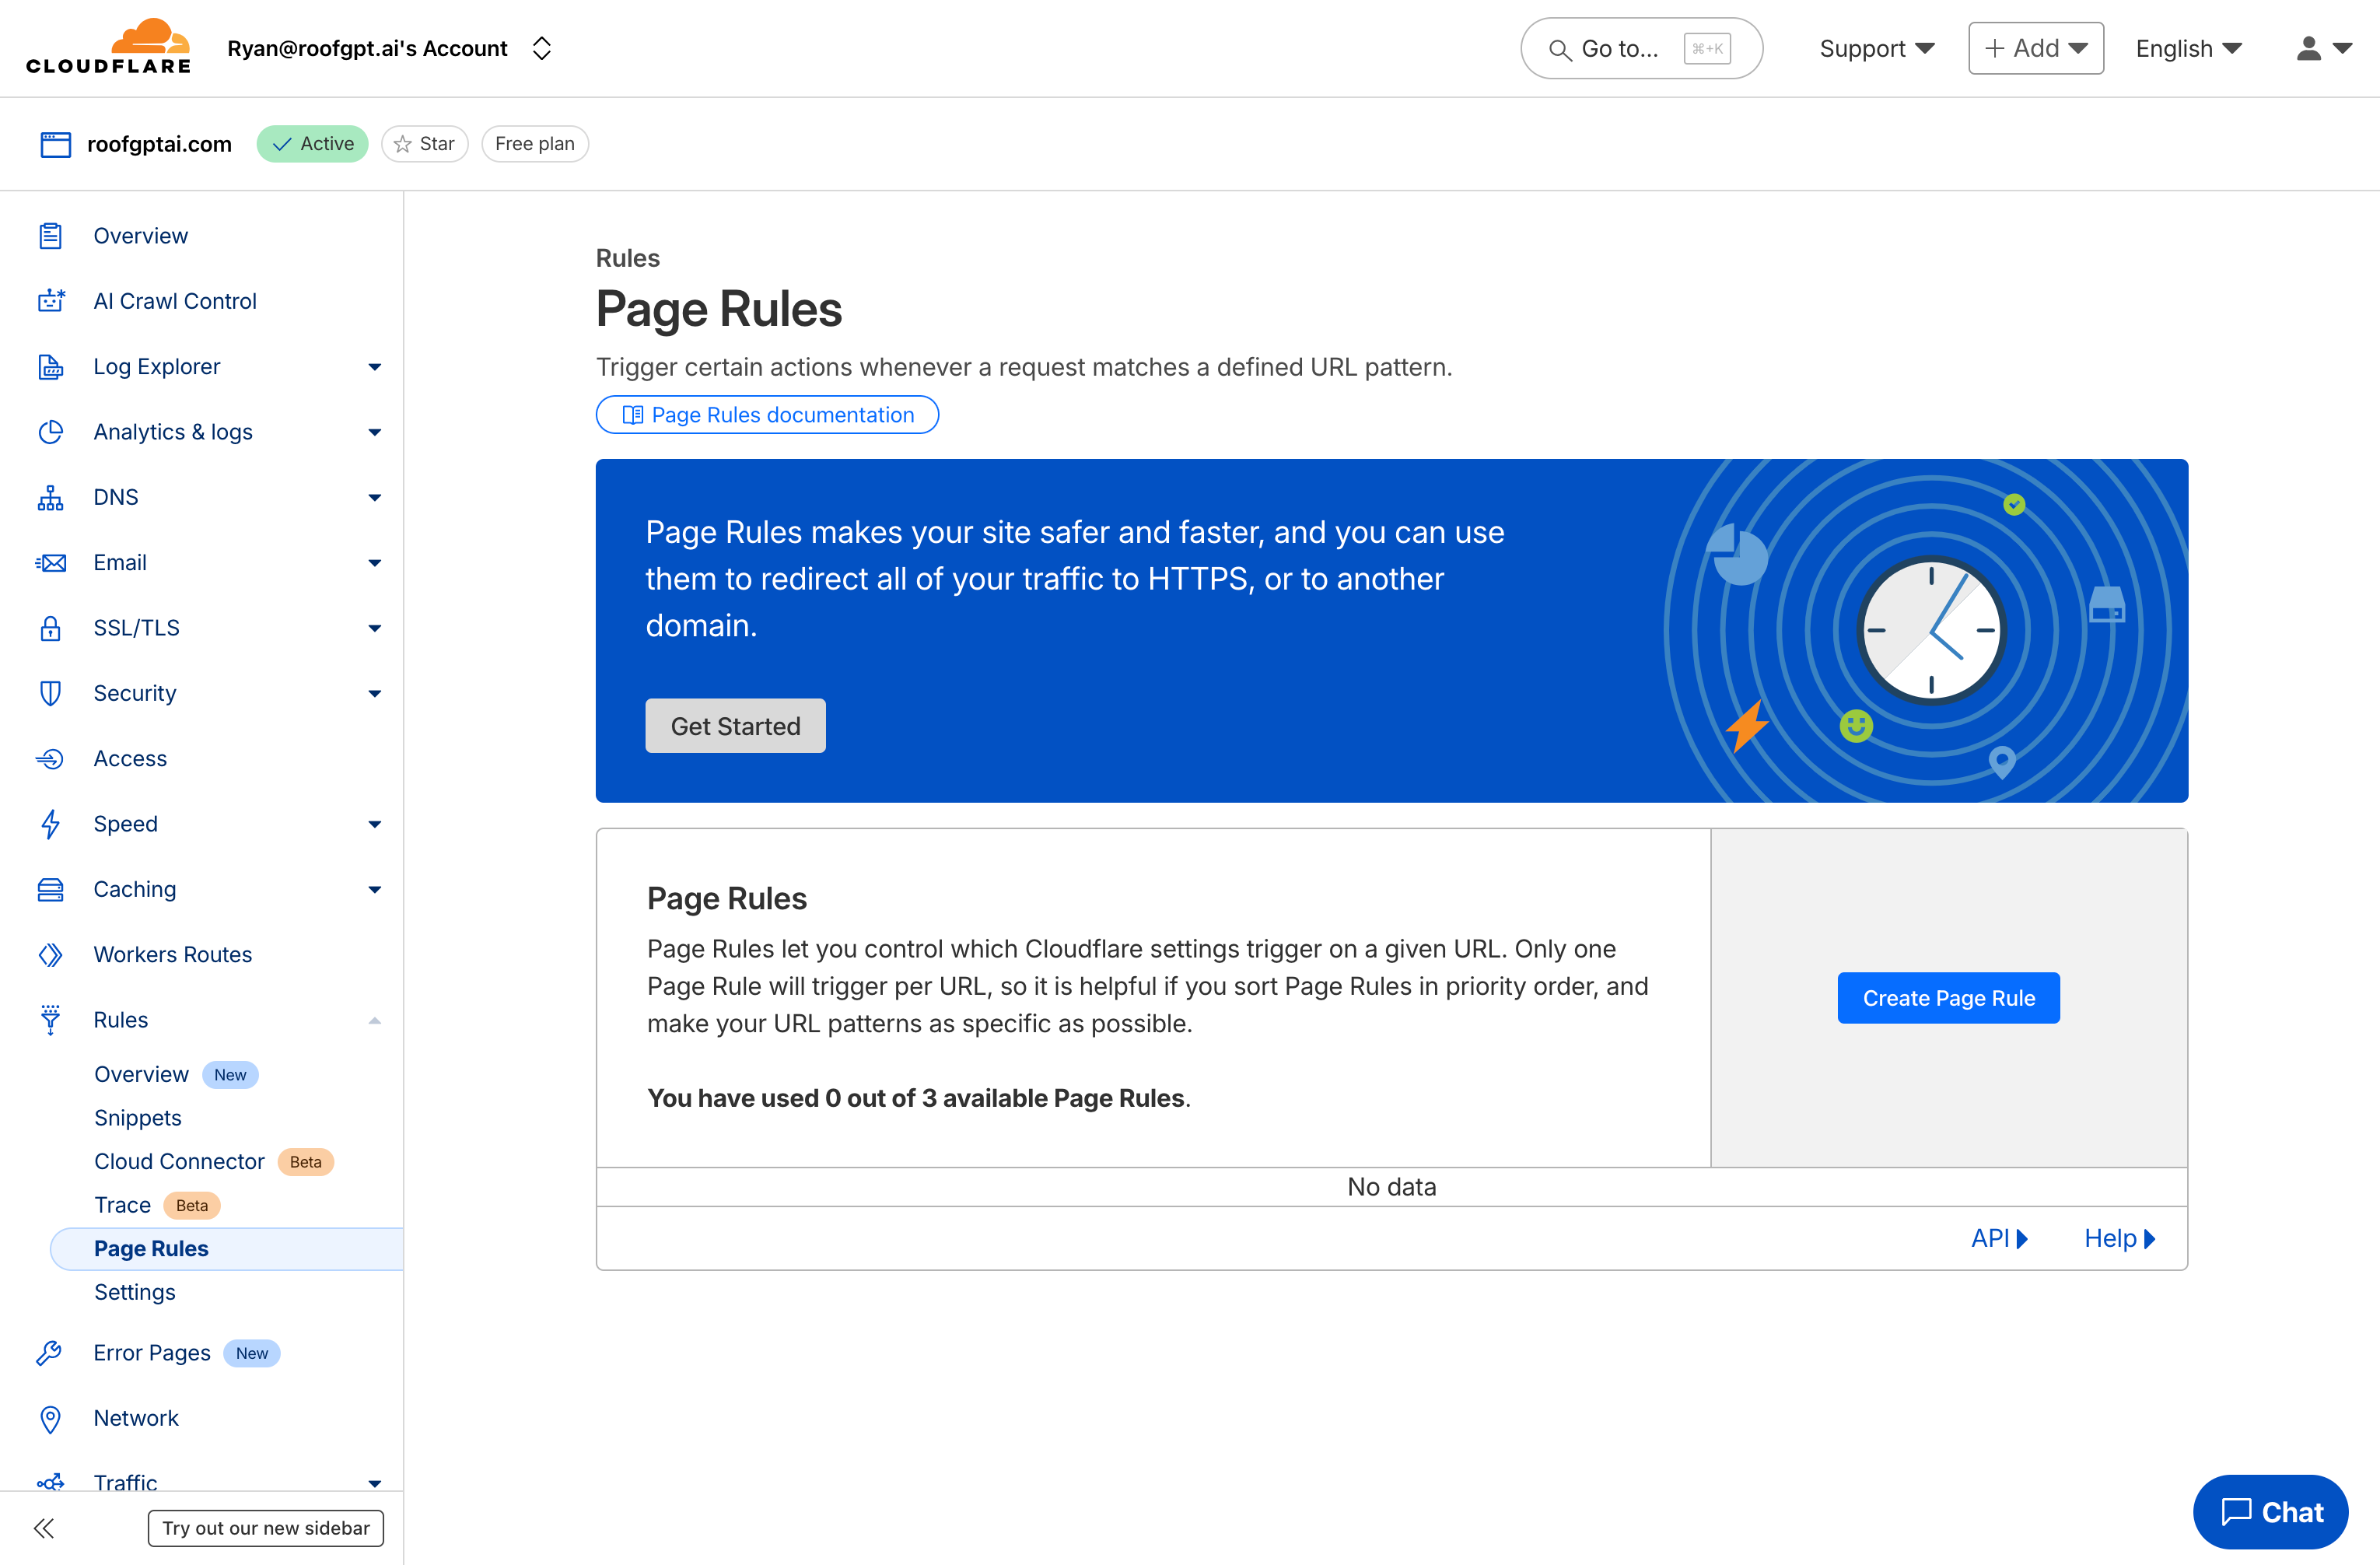 CLOUDFLARE
Ryan@roofgpt.ai's Account
Go to...
⌘+K
Support
Add
English
roofgptai.com
Active
Star
Free plan
Overview
AI Crawl Control
Log Explorer
Analytics & logs
DNS
Email
SSL/TLS
Security
Access
Speed
Caching
Workers Routes
Rules
Overview New
Snippets
Cloud Connector Beta
Trace Beta
Page Rules
Settings
Error Pages New
Network
Traffic
Try out our new sidebar
Rules
Page Rules
Trigger certain actions whenever a request matches a defined URL pattern.
Page Rules documentation
Page Rules makes your site safer and faster, and you can use
them to redirect all of your traffic to HTTPS, or to another
domain.
Get Started
Page Rules
Page Rules let you control which Cloudflare settings trigger on a given URL. Only one
Page Rule will trigger per URL, so it is helpful if you sort Page Rules in priority order, and
make your URL patterns as specific as possible.
You have used 0 out of 3 available Page Rules.
Create Page Rule
No data
API
Help
Chat